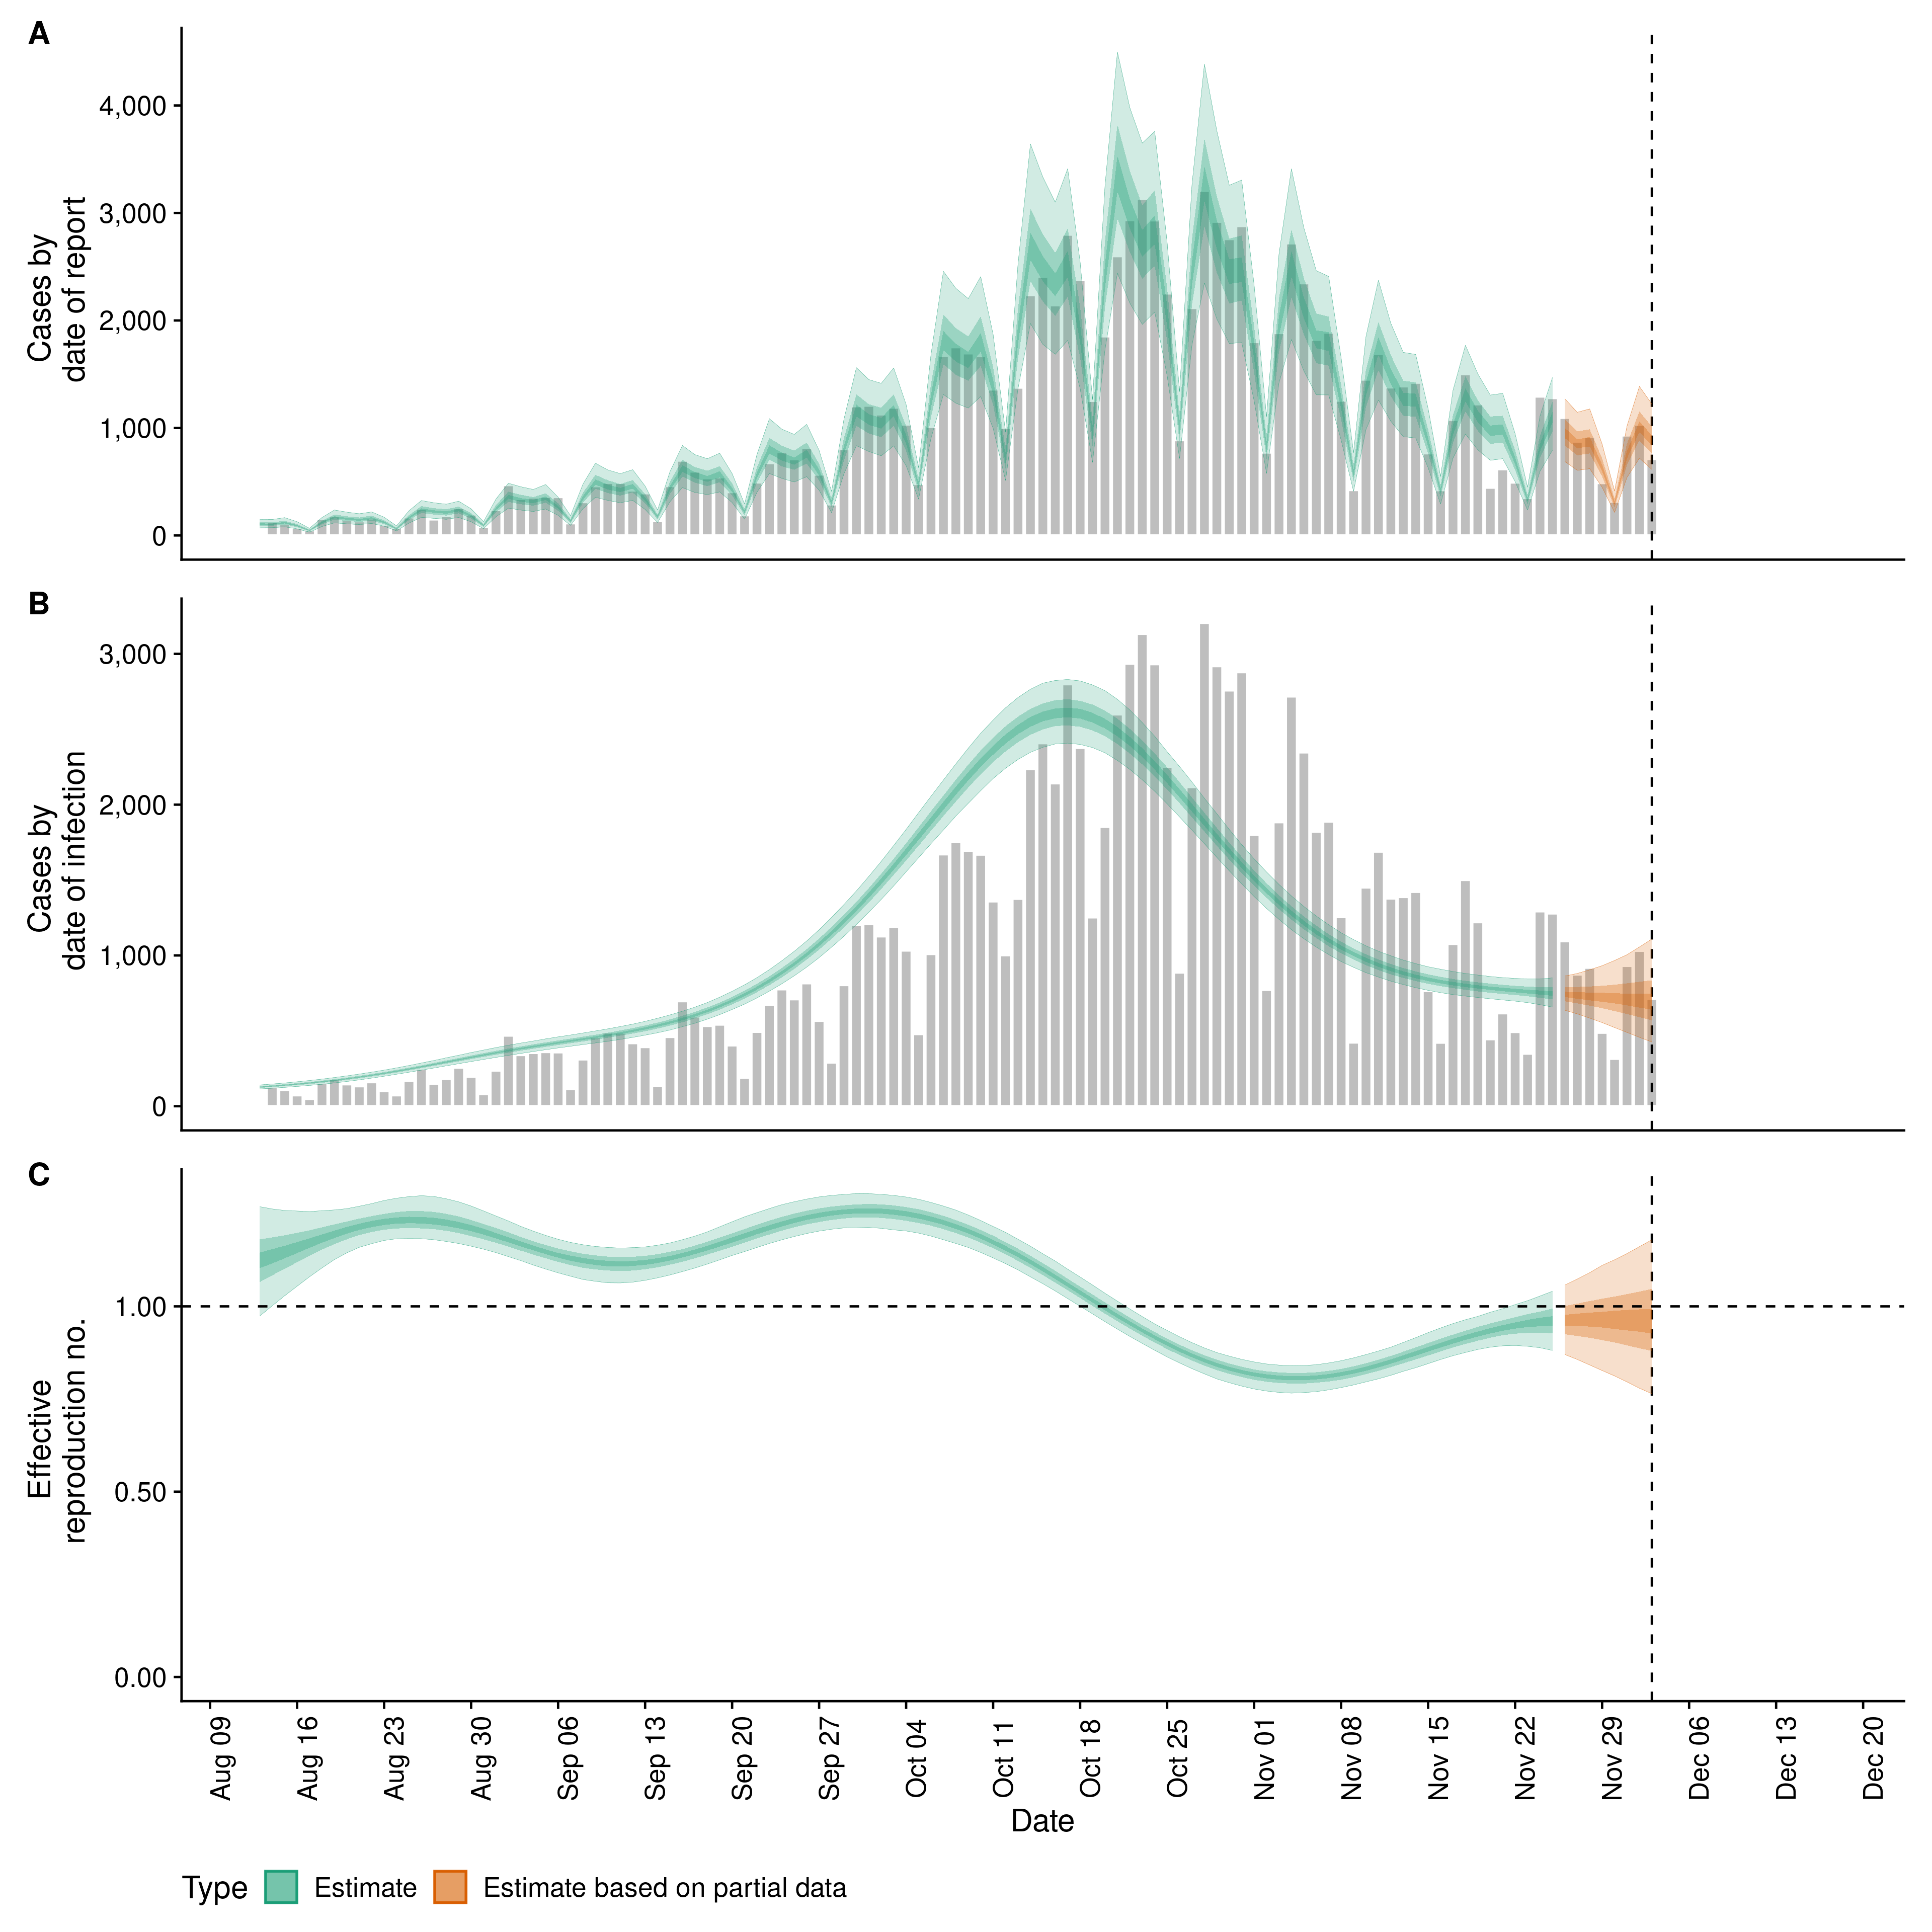 A
Cases by
date of report
4,000
3,000
2,000
1,000
0
B
Cases by
date of infection
3,000
2,000
1,000
0
C
Effective
reproduction no.
1.00
0.50
0.00
Aug 09
Aug 16
Aug 23
Aug 30
Sep 06
Sep 13
Sep 20
Sep 27
Oct 04
Oct 11
Oct 18
Oct 25
Nov 01
Nov 08
Nov 15
Nov 22
Nov 29
Dec 06
Dec 13
Dec 20
Date
Type Estimate Estimate based on partial data